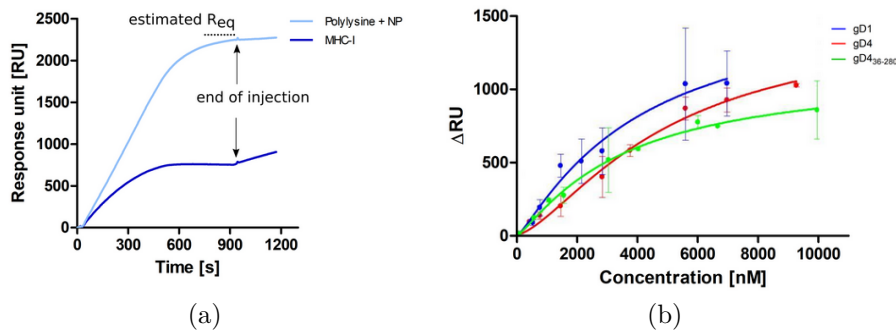 estimated Req
Polylysine + NP
MHC-I
end of injection
Response unit [RU]
2500
2000
1500
1000
500
0
0 300 600 900 1200
Time [s]
(a)
gD1
gD4
gD436-280
ΔRU
1500
1000
500
0
0 2000 4000 6000 8000 10000
Concentration [nM]
(b)